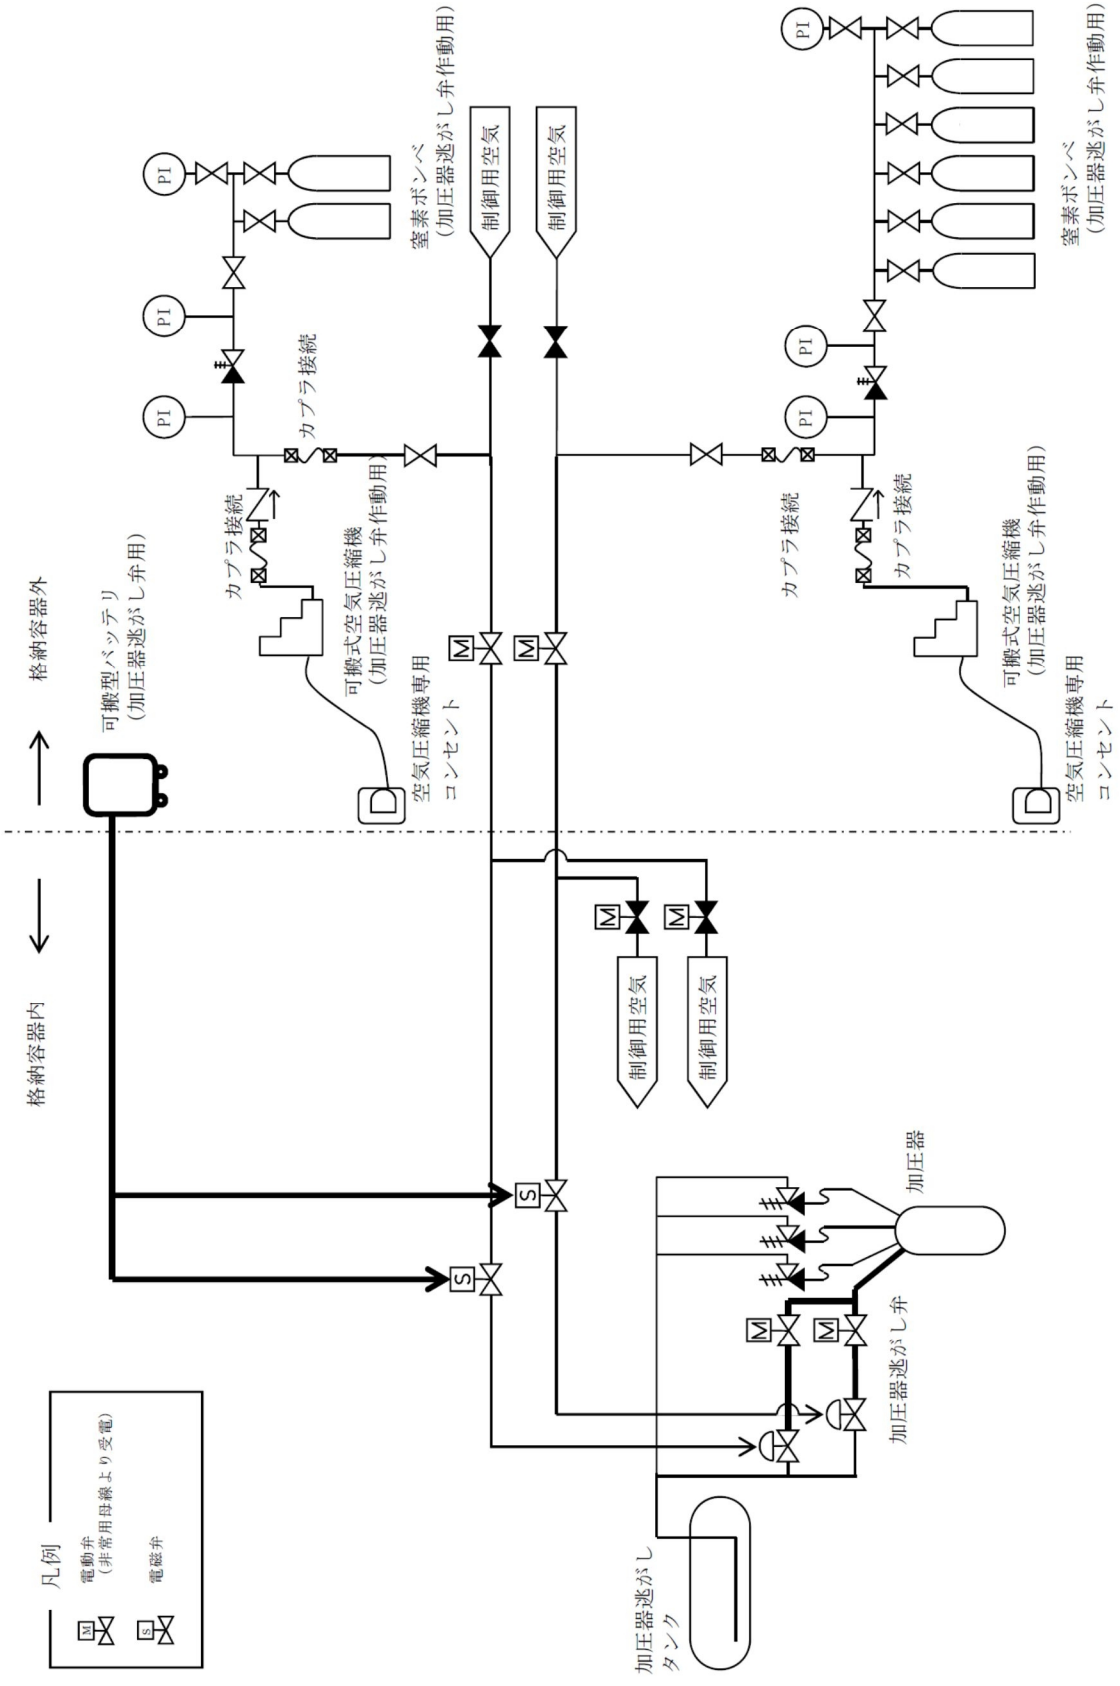 格納容器内
格納容器外
可搬型バッテリ
(加圧器逃がし弁用)
PI
PI
PI
窒素ボンベ
(加圧器逃がし弁作動用)
カプラ接続
カプラ接続
可搬式空気圧縮機
(加圧器逃がし弁作動用)
空気圧縮機専用
コンセント
制御用空気
制御用空気
M
M
S
S
M
M
制御用空気
制御用空気
PI
PI
PI
窒素ボンベ
(加圧器逃がし弁作動用)
カプラ接続
カプラ接続
可搬式空気圧縮機
(加圧器逃がし弁作動用)
空気圧縮機専用
コンセント
M
M
加圧器
加圧器逃がし弁
加圧器逃がし
タンク
凡例
M
電動弁
(非常用母線より受電)
S
電磁弁